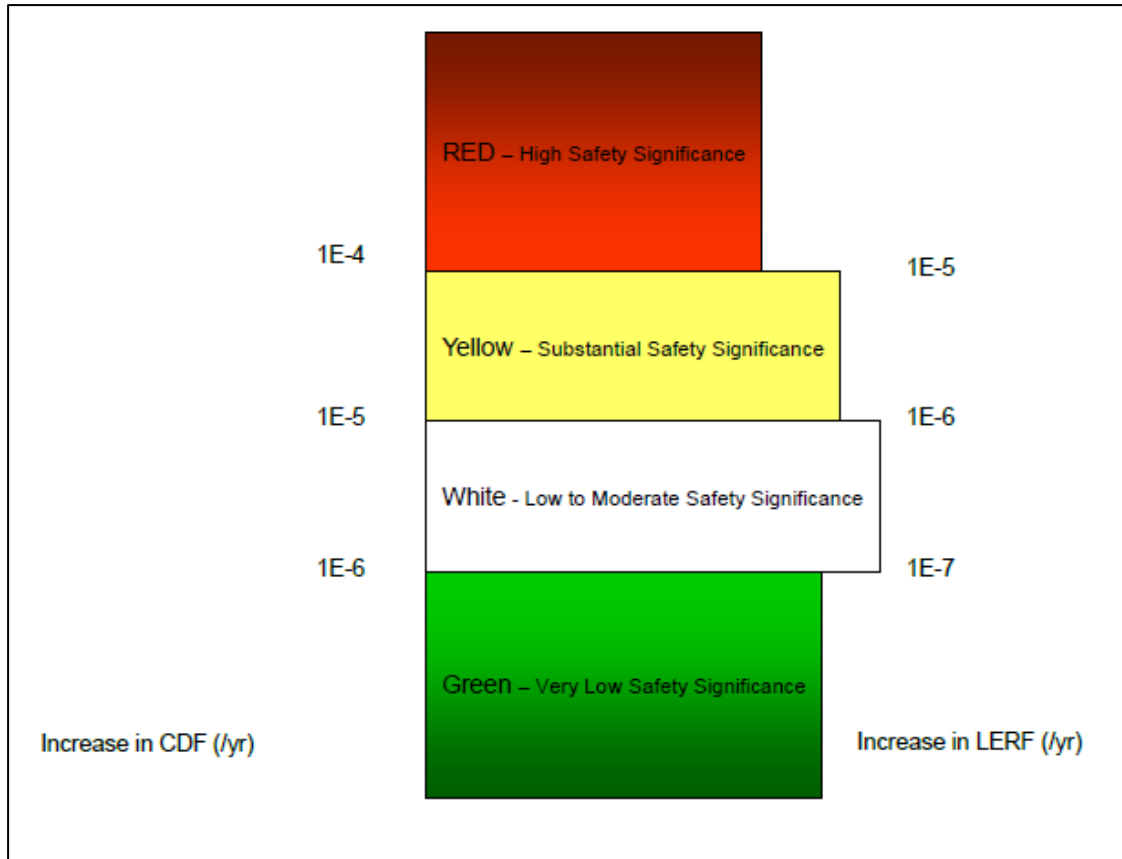 RED – High Safety Significance
1E-4
1E-5
Yellow – Substantial Safety Significance
1E-5
1E-6
White - Low to Moderate Safety Significance
1E-6
1E-7
Green – Very Low Safety Significance
Increase in CDF (/yr)
Increase in LERF (/yr)